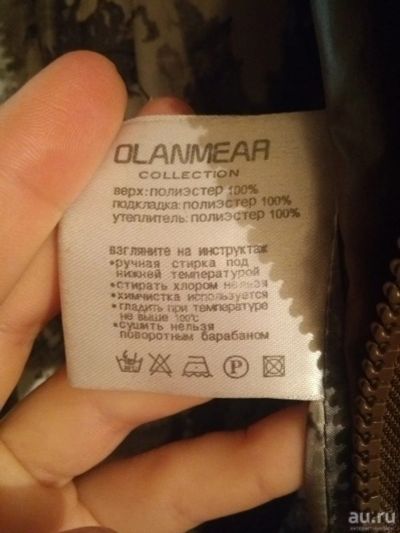 OLANMEAR
COLLECTION
верх: полиэстер 100%
подкладка: полиэстер 100%
утеплитель: полиэстер 100%
взгляните на инструктаж
•ручная стирка под
нижней температурой
•стирать хлором нельзя
•химчистка используется
•гладить при температуре
не выше 100°C
•сушить нельзя
поворотным барабаном
P
au.ru